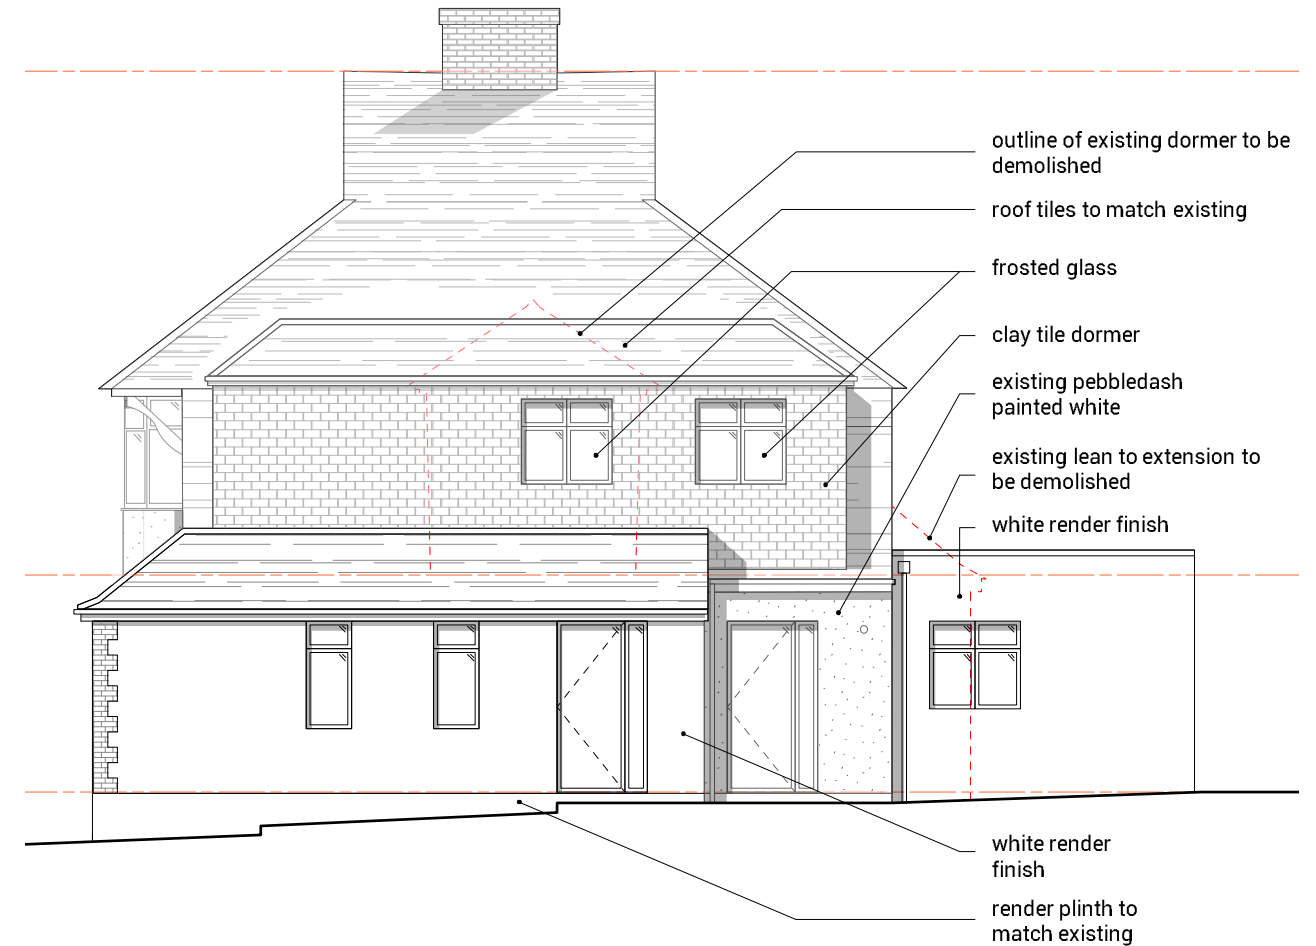 outline of existing dormer to be
demolished
roof tiles to match existing
frosted glass
clay tile dormer
existing pebbledash
painted white
existing lean to extension to
be demolished
white render finish
white render
finish
render plinth to
match existing